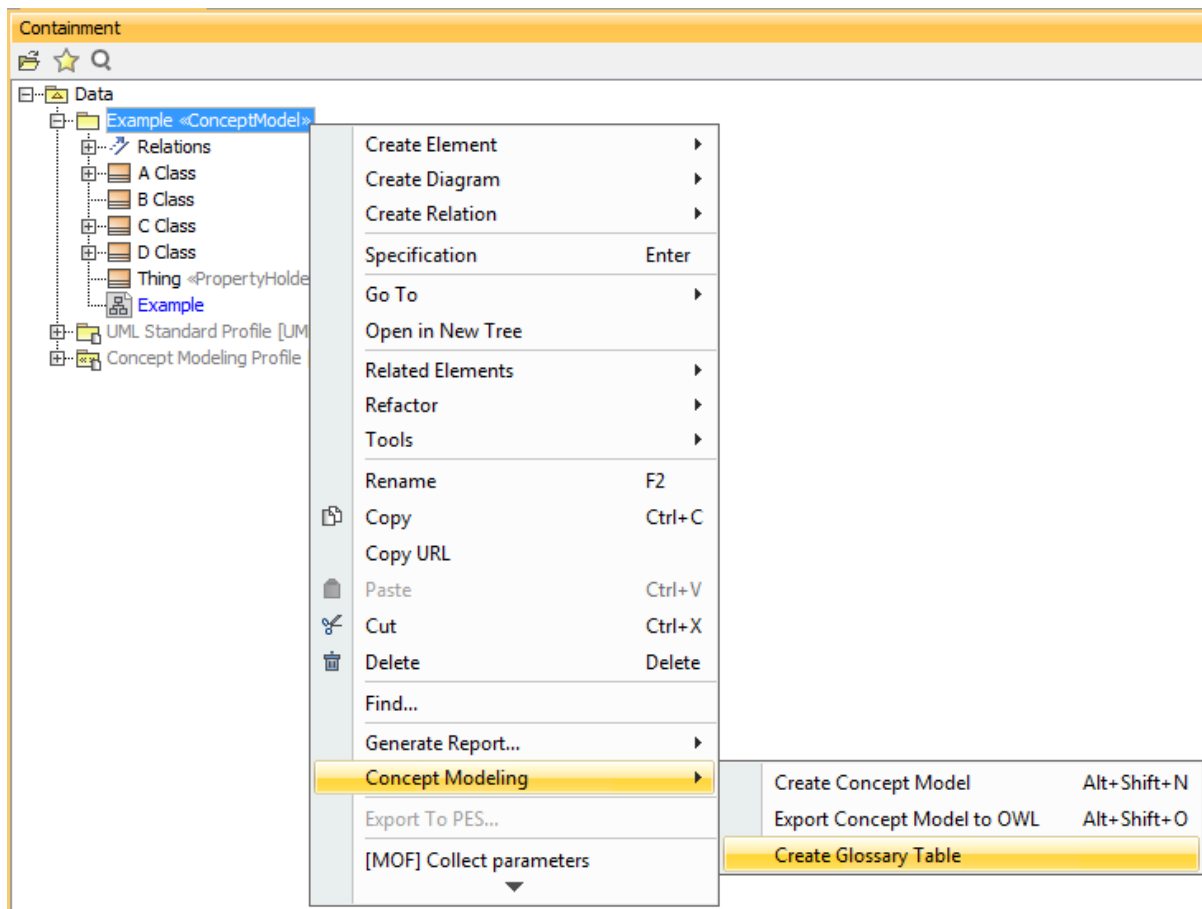 Containment
Data
Example «ConceptModel»
Relations
A Class
B Class
C Class
D Class
Thing «PropertyHolde
Example
UML Standard Profile [UM
Concept Modeling Profile [
Create Element
Create Diagram
Create Relation
Specification Enter
Go To
Open in New Tree
Related Elements
Refactor
Tools
Rename F2
Copy Ctrl+C
Copy URL
Paste Ctrl+V
Cut Ctrl+X
Delete Delete
Find...
Generate Report...
Concept Modeling
Export To PES...
[MOF] Collect parameters
Create Concept Model Alt+Shift+N
Export Concept Model to OWL Alt+Shift+O
Create Glossary Table